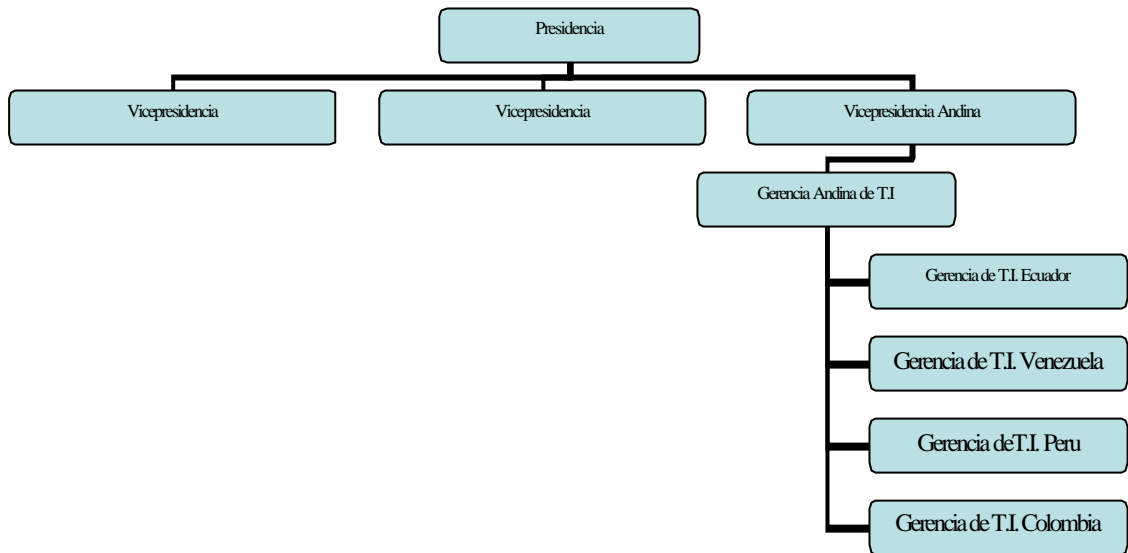 Presidencia
Vicepresidencia
Vicepresidencia
Vicepresidencia Andina
Gerencia Andina de T.I
Gerencia de T.I. Ecuador
Gerencia de T.I. Venezuela
Gerencia deT.I. Peru
Gerencia de T.I. Colombia